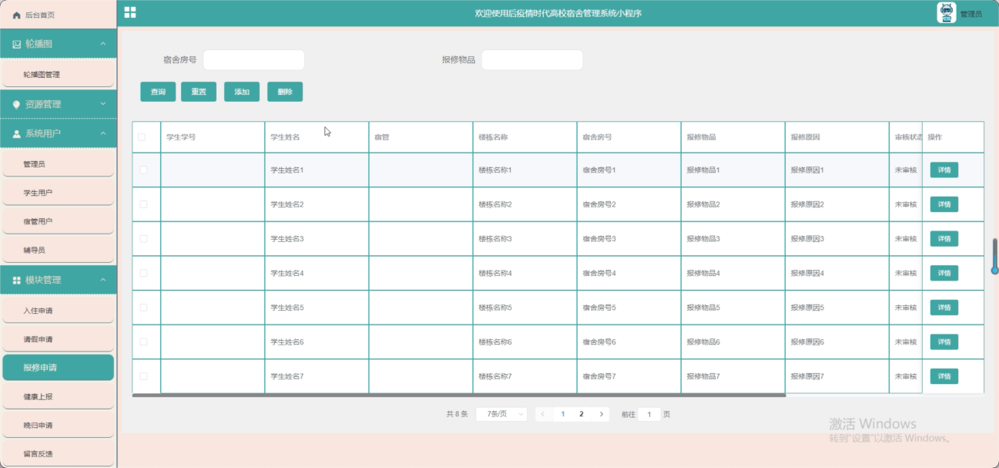 后台首页
欢迎使用后疫情时代高校宿舍管理系统小程序
管理员
轮播图
轮播图管理
资源管理
系统用户
管理员
学生用户
宿管用户
辅导员
模块管理
入住申请
请假申请
报修申请
健康上报
晚归申请
留言反馈
宿舍房号 报修物品
查询 重置 添加 删除
学生学号 学生姓名 宿管 楼栋名称 宿舍房号 报修物品 报修原因 审核状态 操作
学生姓名1 楼栋名称1 宿舍房号1 报修物品1 报修原因1 未审核 详情
学生姓名2 楼栋名称2 宿舍房号2 报修物品2 报修原因2 未审核 详情
学生姓名3 楼栋名称3 宿舍房号3 报修物品3 报修原因3 未审核 详情
学生姓名4 楼栋名称4 宿舍房号4 报修物品4 报修原因4 未审核 详情
学生姓名5 楼栋名称5 宿舍房号5 报修物品5 报修原因5 未审核 详情
学生姓名6 楼栋名称6 宿舍房号6 报修物品6 报修原因6 未审核 详情
学生姓名7 楼栋名称7 宿舍房号7 报修物品7 报修原因7 未审核 详情
共 8 条 7条/页 1 2 前往 1 页
激活 Windows
转到"设置"以激活 Windows。